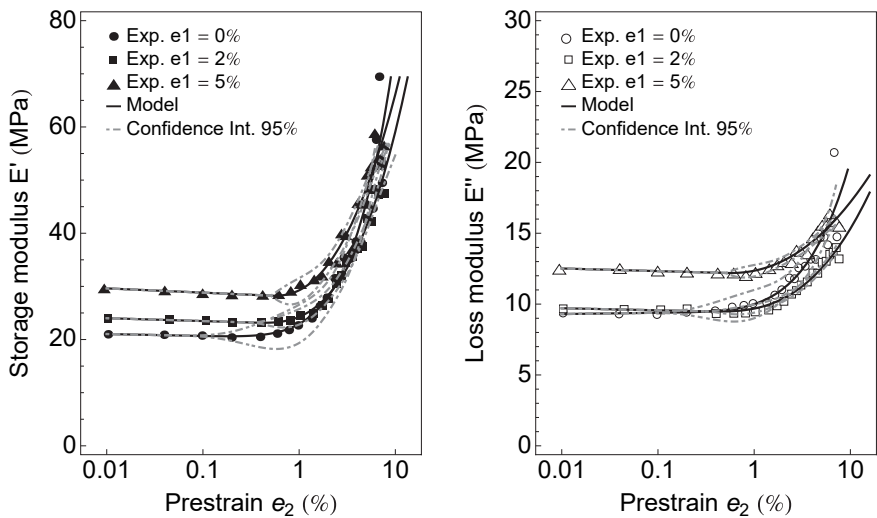 80
Exp. e1 = 0%
Exp. e1 = 2%
Exp. e1 = 5%
Model
Confidence Int. 95%
60
40
20
0
Storage modulus E' (MPa)
0.01 0.1 1 10
Prestrain e2 (%)
30
Exp. e1 = 0%
Exp. e1 = 2%
Exp. e1 = 5%
Model
Confidence Int. 95%
25
20
15
10
5
0
Loss modulus E'' (MPa)
0.01 0.1 1 10
Prestrain e2 (%)